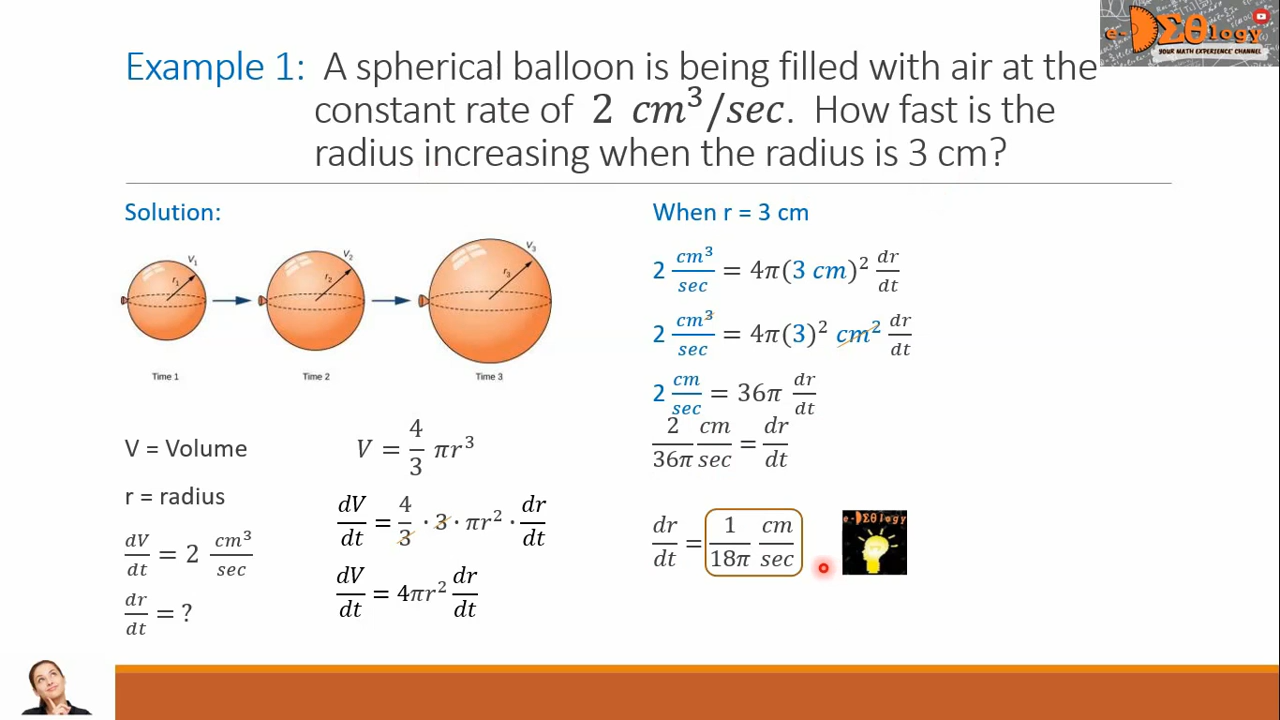 e-DΣθlogy
YOUR MATH EXPERIENCE CHANNEL
Example 1: A spherical balloon is being filled with air at the
constant rate of 2 cm³/sec. How fast is the
radius increasing when the radius is 3 cm?
Solution:
V₁
r₁
V₂
r₂
V₃
r₃
Time 1
Time 2
Time 3
V = Volume
r = radius
dV/dt = 2 cm³/sec
dr/dt = ?
V = 4/3 πr³
dV/dt = 4/3 · 3 · πr² · dr/dt
dV/dt = 4πr² dr/dt
When r = 3 cm
2 cm³/sec = 4π(3 cm)² dr/dt
2 cm³/sec = 4π(3)² cm² dr/dt
2 cm/sec = 36π dr/dt
2/36π cm/sec = dr/dt
dr/dt = 1/18π cm/sec
e-DΣθlogy